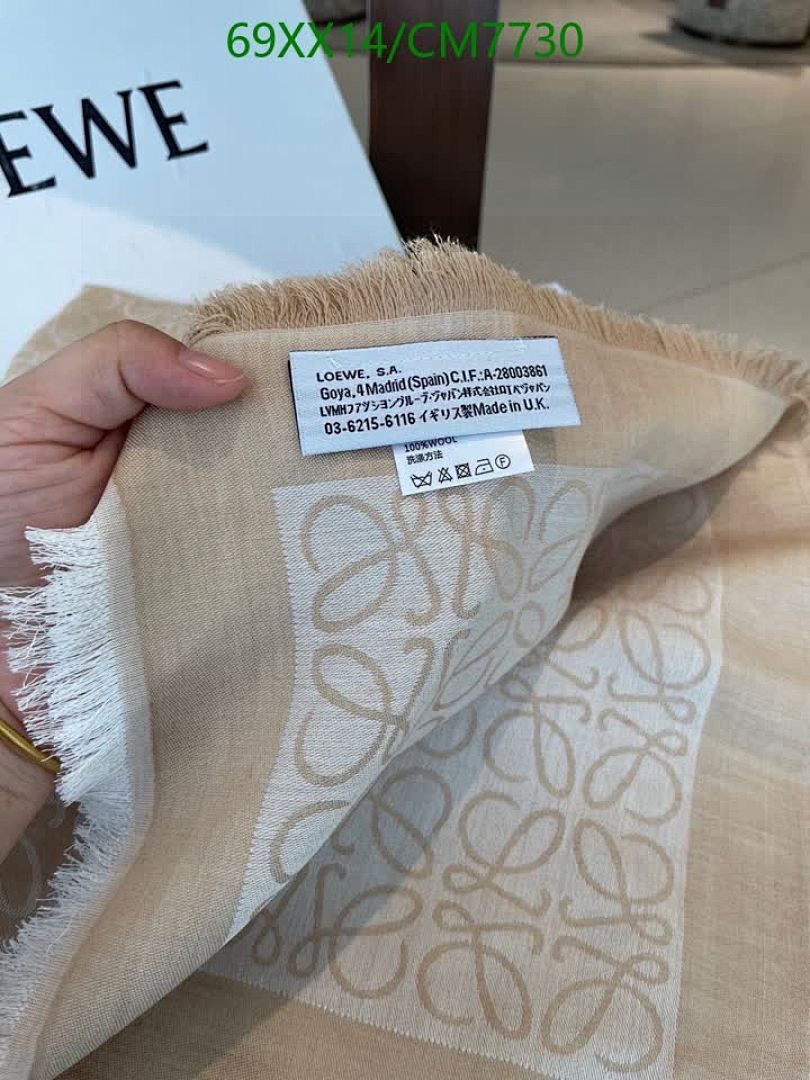 69XX14/CM7730
EWE
LOEWE, S.A.
Goya, 4 Madrid (Spain) C.I.F.:A-28003861
LVMHファッションググループ・ジャパン株式会社ロエベジャパン
03-6215-6116 イギリス製Made in U.K.
100%WOOL
洗涤方法
F